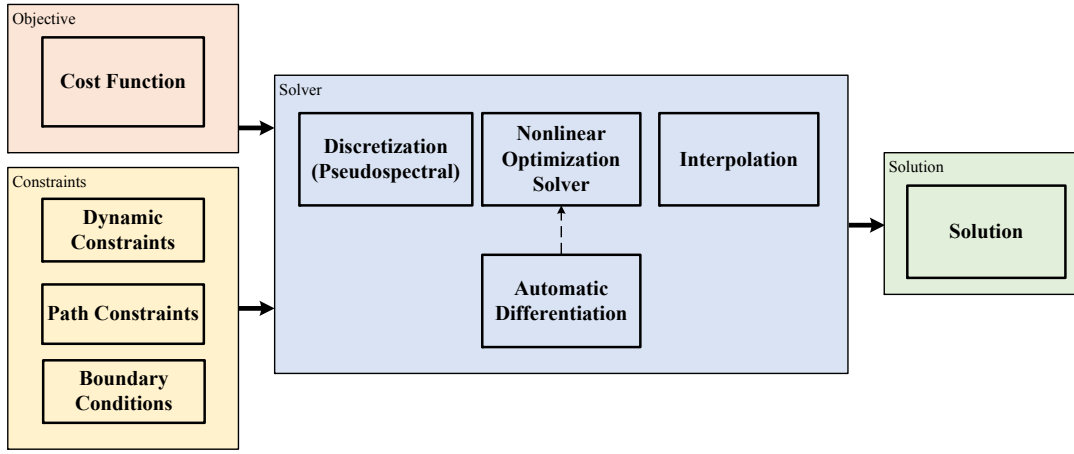 Objective
Cost Function
Constraints
Dynamic
Constraints
Path Constraints
Boundary
Conditions
Solver
Discretization
(Pseudospectral)
Nonlinear
Optimization
Solver
Interpolation
Automatic
Differentiation
Solution
Solution